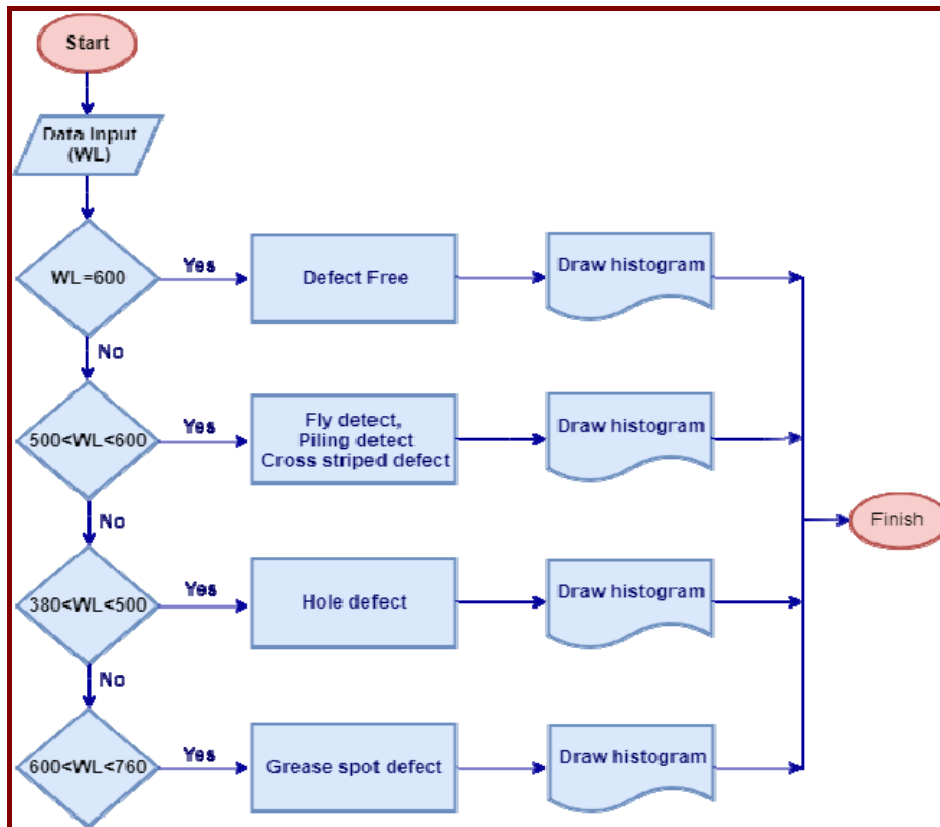 Start
Data Input
(WL)
WL=600
Yes
Defect Free
Draw histogram
No
500<WL<600
Yes
Fly detect,
Piling detect
Cross striped defect
Draw histogram
No
Finish
380<WL<500
Yes
Hole defect
Draw histogram
No
600<WL<760
Yes
Grease spot defect
Draw histogram